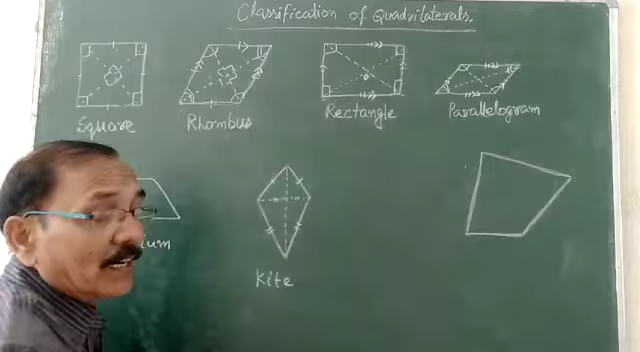 Classification of Quadrilaterals.
Square
Rhombus
Rectangle
Parallelogram
Kite